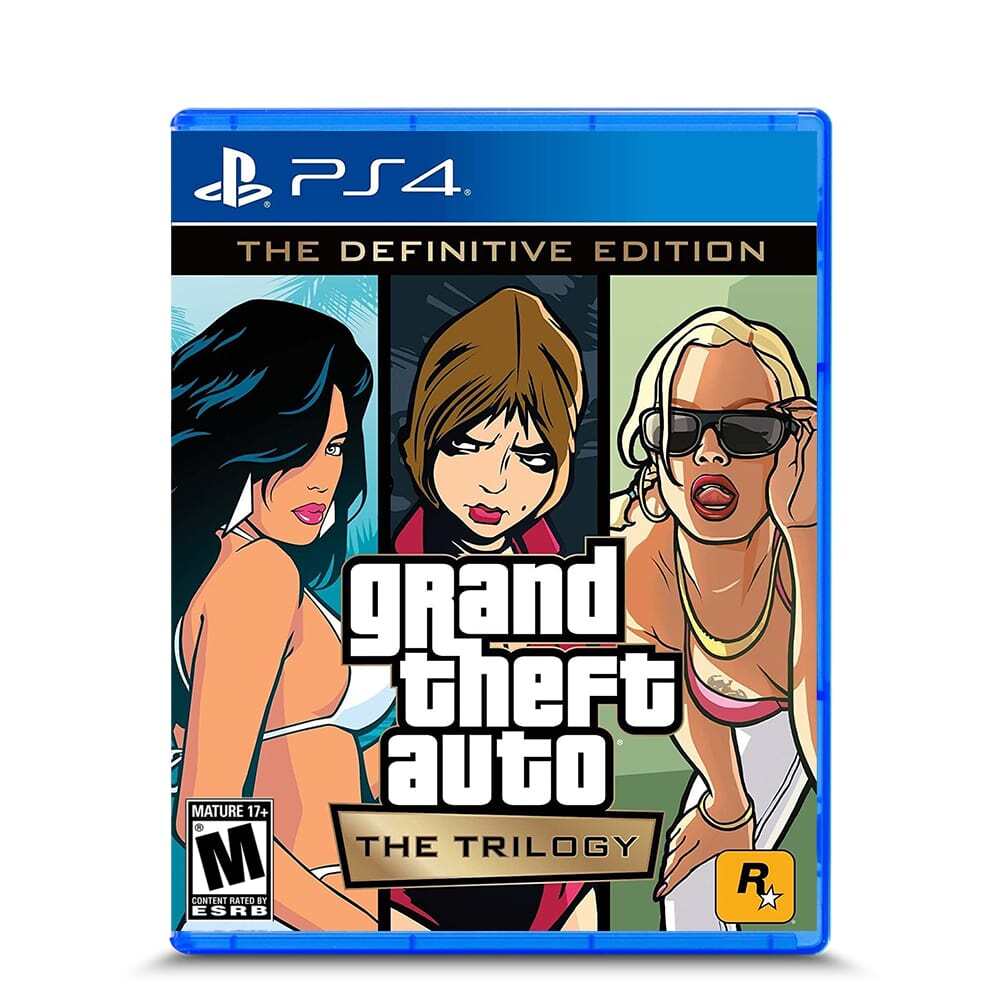 PS4
THE DEFINITIVE EDITION
grand
theft
auto
THE TRILOGY
MATURE 17+
M
CONTENT RATED BY
ESRB
R